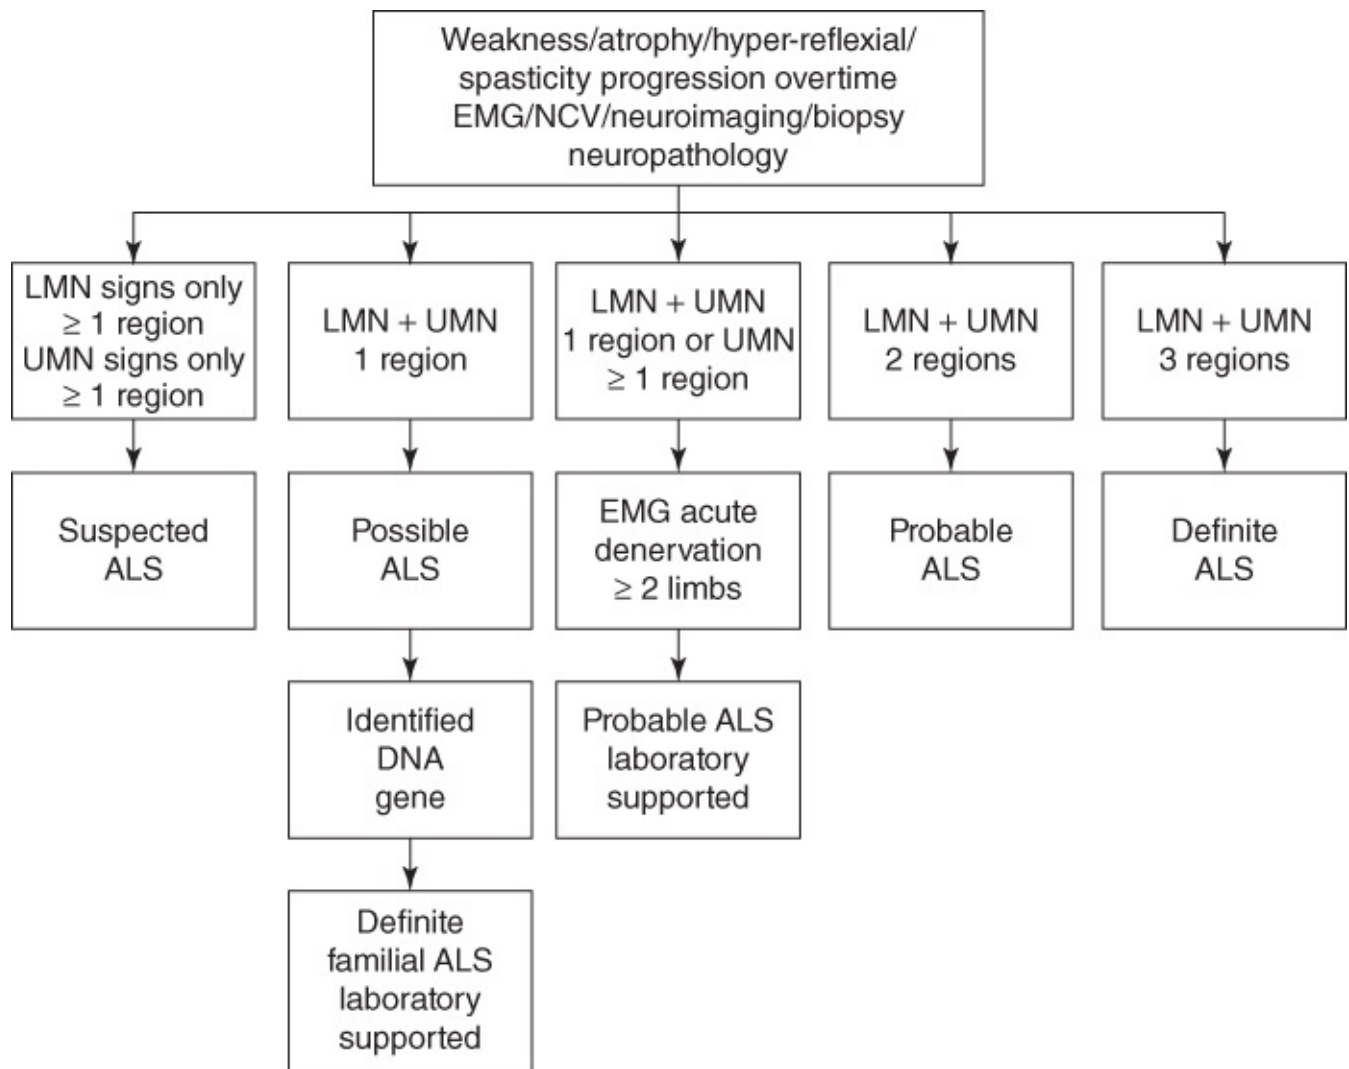 Weakness/atrophy/hyper-reflexial/
spasticity progression overtime
EMG/NCV/neuroimaging/biopsy
neuropathology
LMN signs only
≥ 1 region
UMN signs only
≥ 1 region
LMN + UMN
1 region
LMN + UMN
1 region or UMN
≥ 1 region
LMN + UMN
2 regions
LMN + UMN
3 regions
Suspected
ALS
Possible
ALS
EMG acute
denervation
≥ 2 limbs
Probable
ALS
Definite
ALS
Identified
DNA
gene
Probable ALS
laboratory
supported
Definite
familial ALS
laboratory
supported